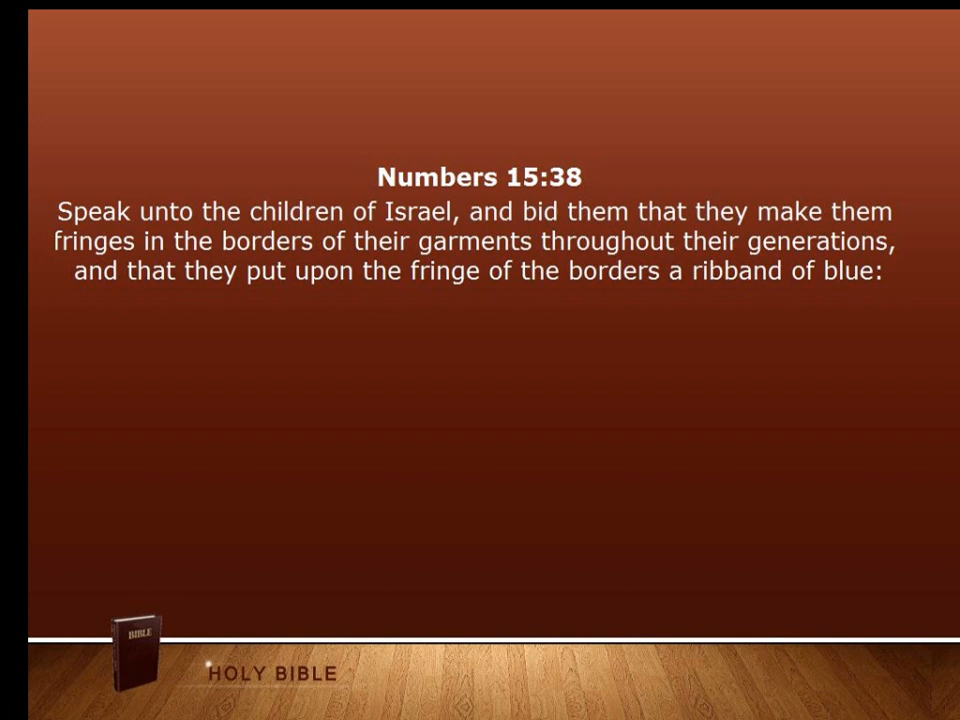 Numbers 15:38
Speak unto the children of Israel, and bid them that they make them
fringes in the borders of their garments throughout their generations,
and that they put upon the fringe of the borders a ribband of blue:
BIBLE
HOLY BIBLE